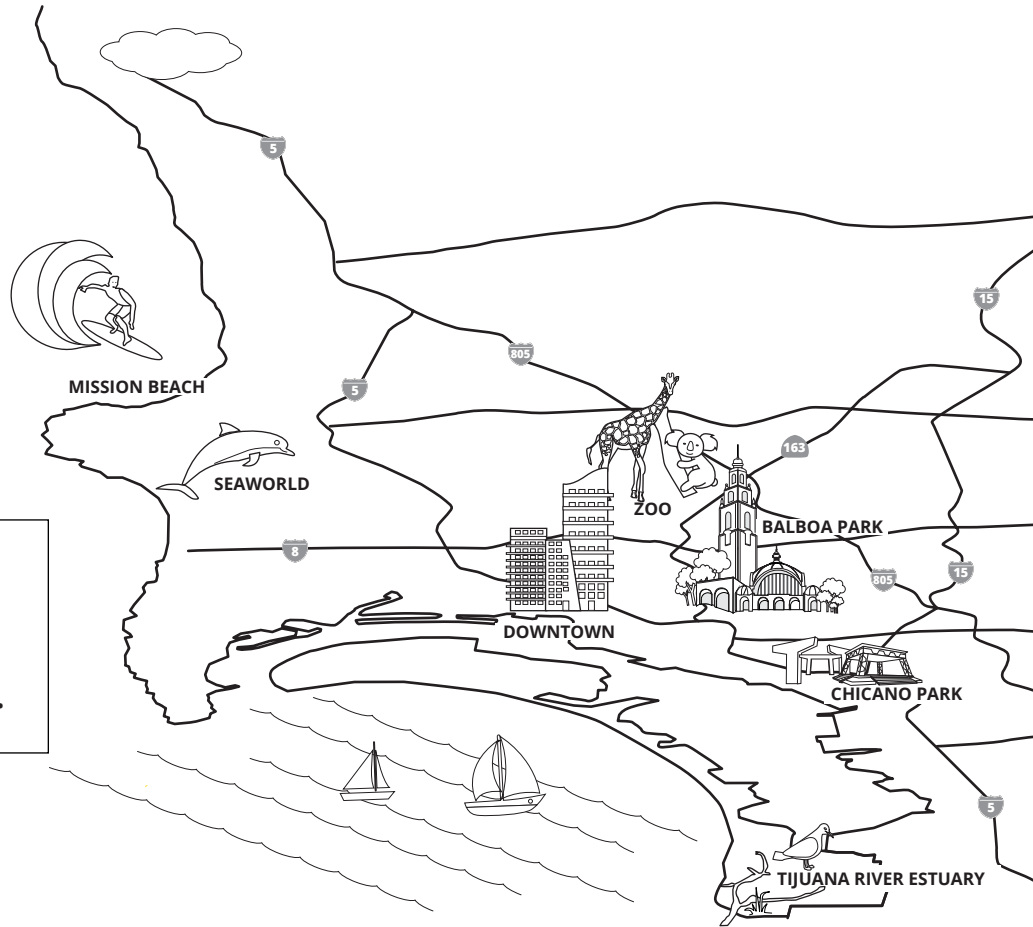 5
15
805
5
MISSION BEACH
163
SEAWORLD
ZOO
BALBOA PARK
8
15
805
DOWNTOWN
CHICANO PARK
5
TIJUANA RIVER ESTUARY